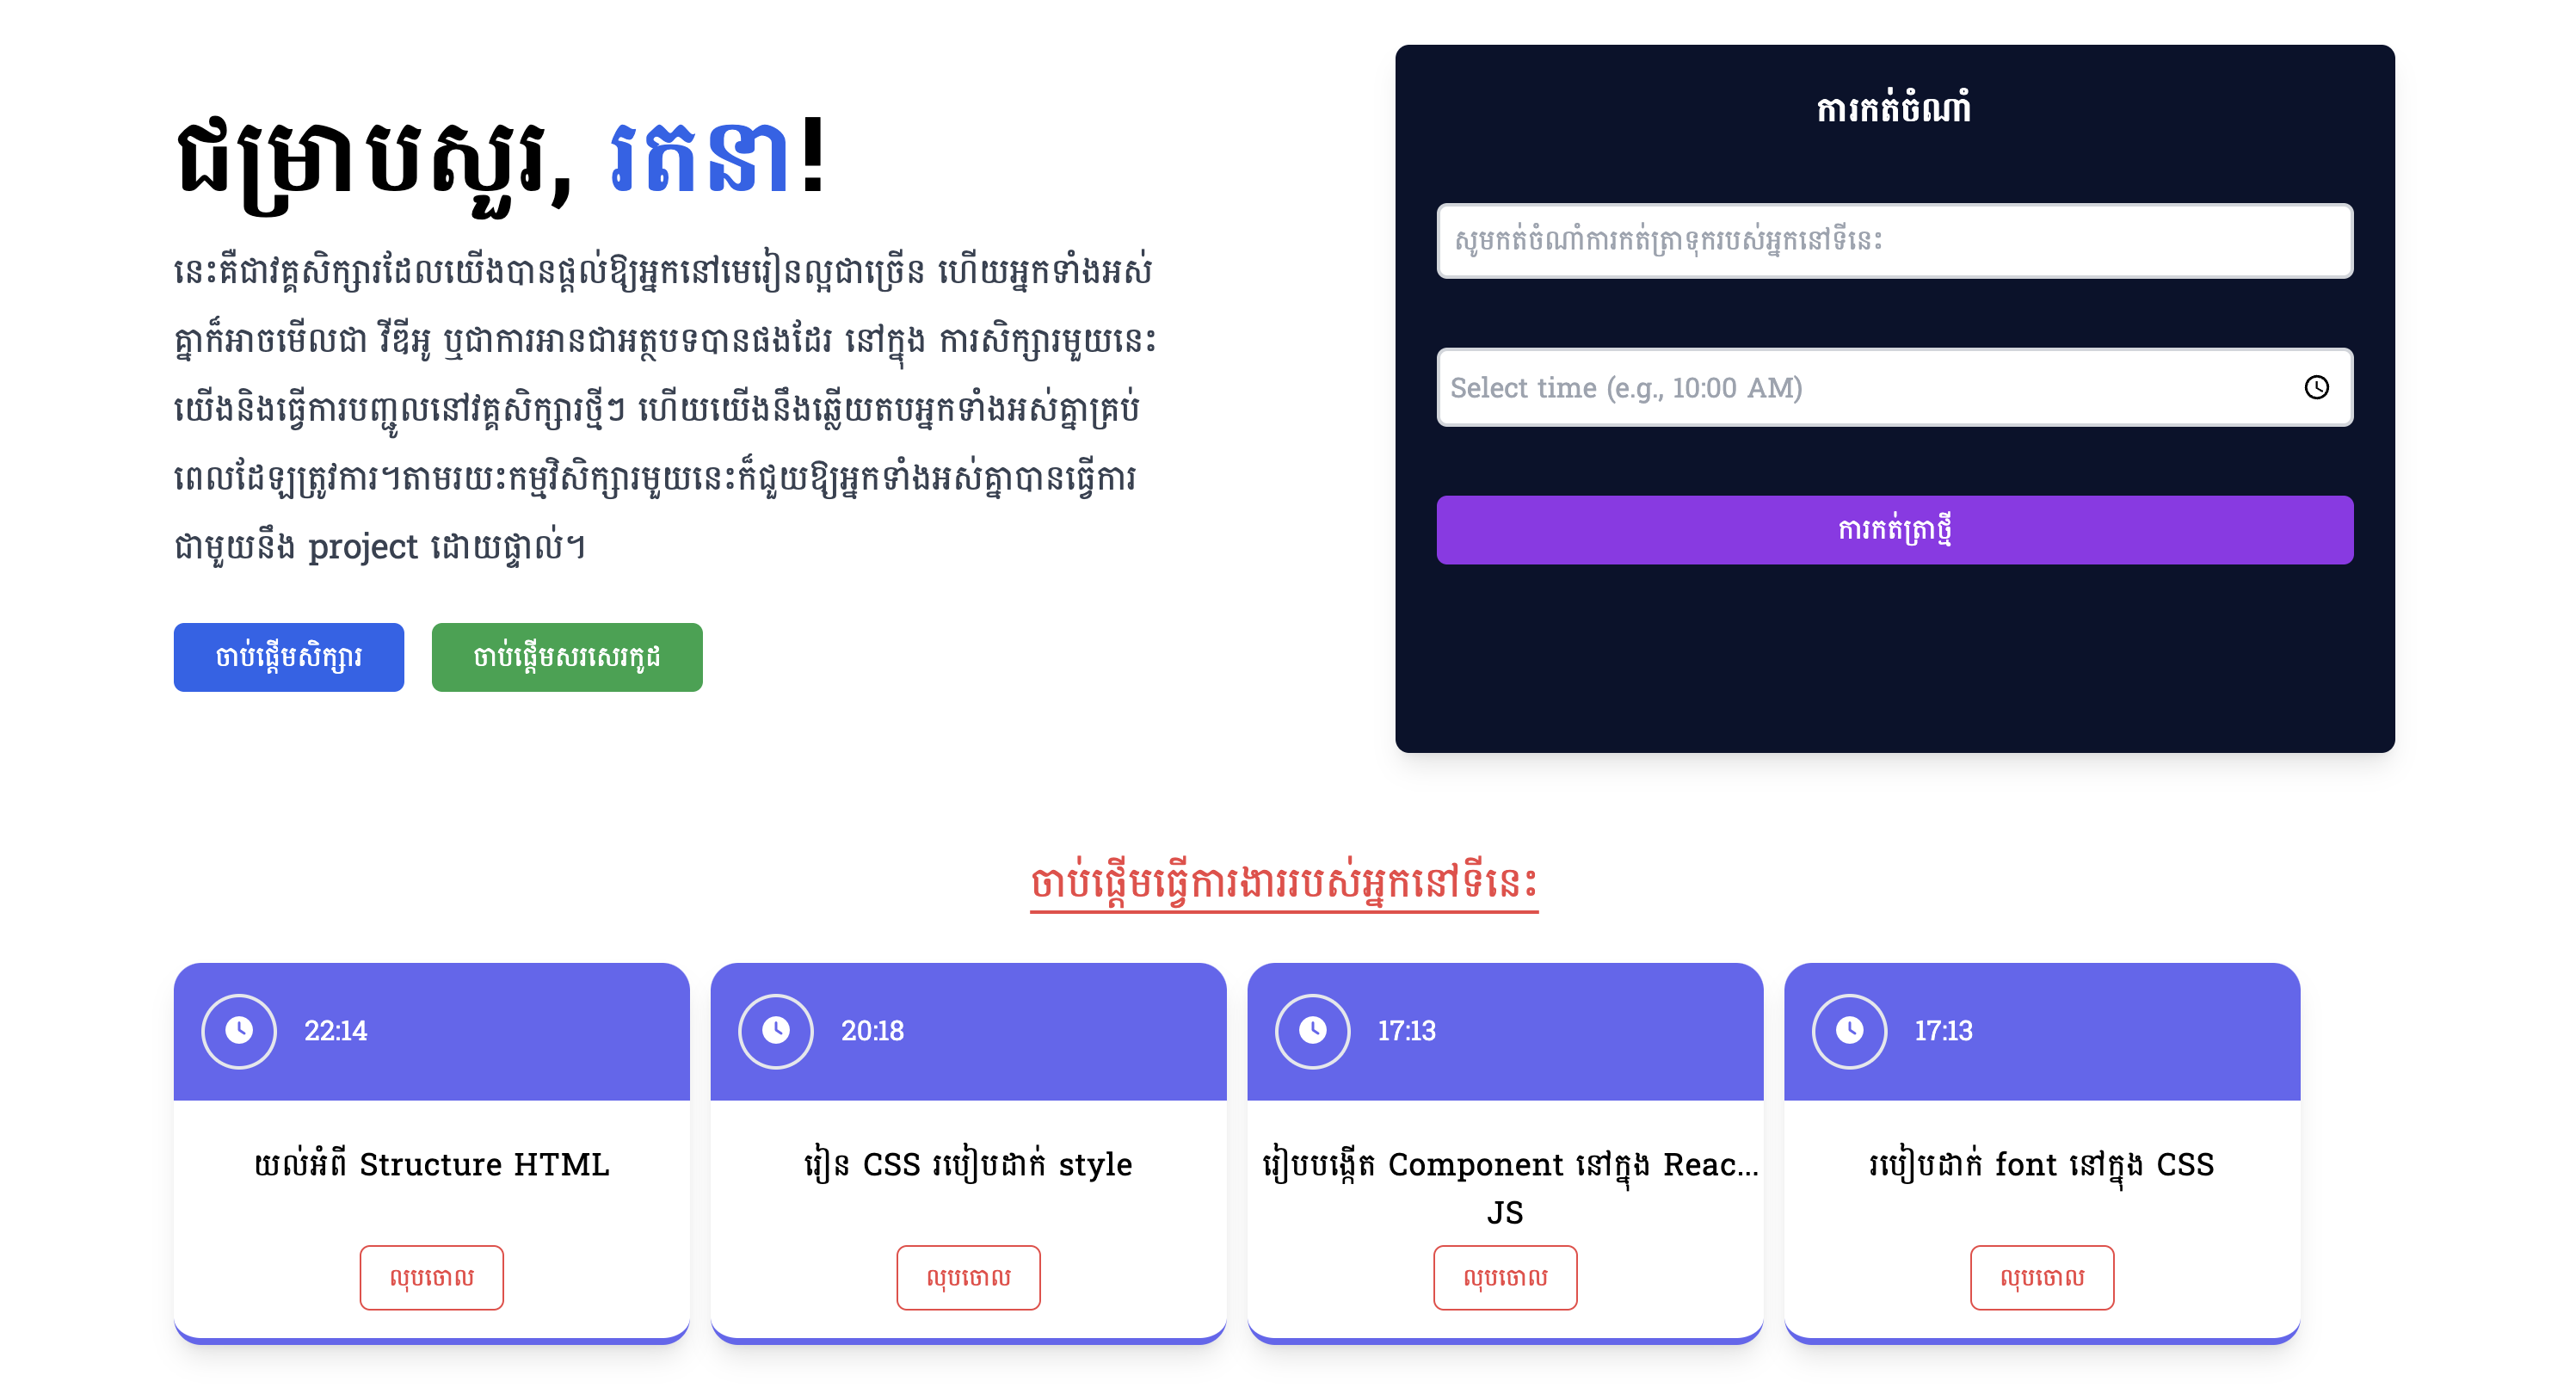 ជម្រាបសួរ, រតនា!
នេះគឺជាវគ្គសិក្សារដែលយើងបានផ្តល់ឱ្យអ្នកនៅមេរៀនល្អជាច្រើន ហើយអ្នកទាំងអស់
គ្នាក៏អាចមើលជា វីឌីអូ ឬជាការអានជាអត្ថបទបានផងដែរ នៅក្នុង ការសិក្សារមួយនេះ
យើងនិងធ្វើការបញ្ជូលនៅវគ្គសិក្សារថ្មីៗ ហើយយើងនឹងឆ្លើយតបអ្នកទាំងអស់គ្នាគ្រប់
ពេលដែឡត្រូវការ។តាមរយះកម្មវិសិក្សារមួយនេះក៏ជួយឱ្យអ្នកទាំងអស់គ្នាបានធ្វើការ
ជាមួយនឹង project ដោយផ្ទាល់។
ចាប់ផ្តើមសិក្សារ
ចាប់ផ្តើមសរសេរកូដ
ការកត់ចំណាំ
សូមកត់ចំណាំការកត់ត្រាទុករបស់អ្នកនៅទីនេះ
Select time (e.g., 10:00 AM)
ការកត់ត្រាថ្មី
ចាប់ផ្តើមធ្វើការងាររបស់អ្នកនៅទីនេះ
22:14
យល់អំពី Structure HTML
លុបចោល
20:18
រៀន CSS របៀបដាក់ style
លុបចោល
17:13
រៀបបង្កើត Component នៅក្នុង Reac...
JS
លុបចោល
17:13
របៀបដាក់ font នៅក្នុង CSS
លុបចោល